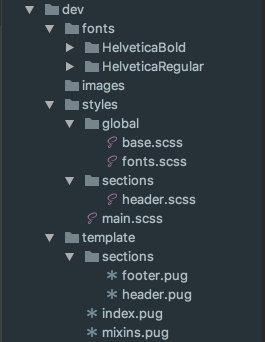 dev
fonts
HelveticaBold
HelveticaRegular
images
styles
global
base.scss
fonts.scss
sections
header.scss
main.scss
template
sections
footer.pug
header.pug
index.pug
mixins.pug